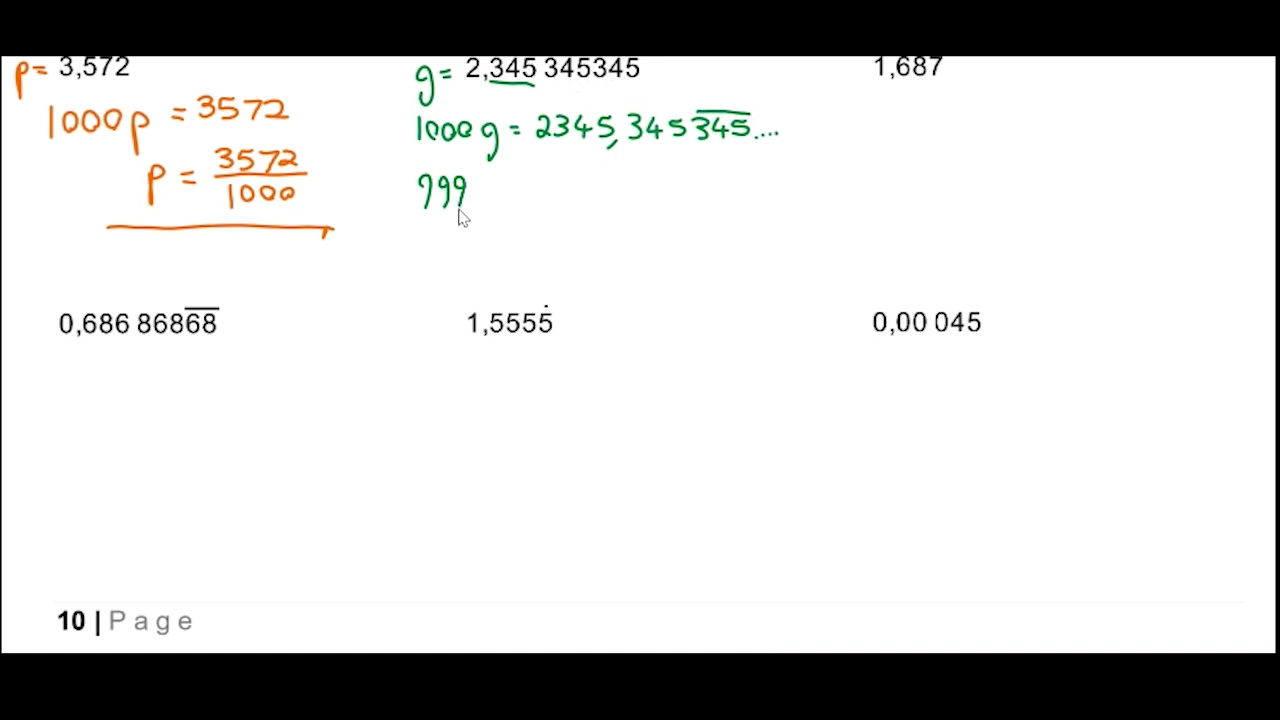 p = 3,572
1000p = 3572
p = 3572/1000
g = 2,345 345345
1000g = 2345,345345....
999
1,687
0,686 86868
1,5555
0,00 045
10 | Page